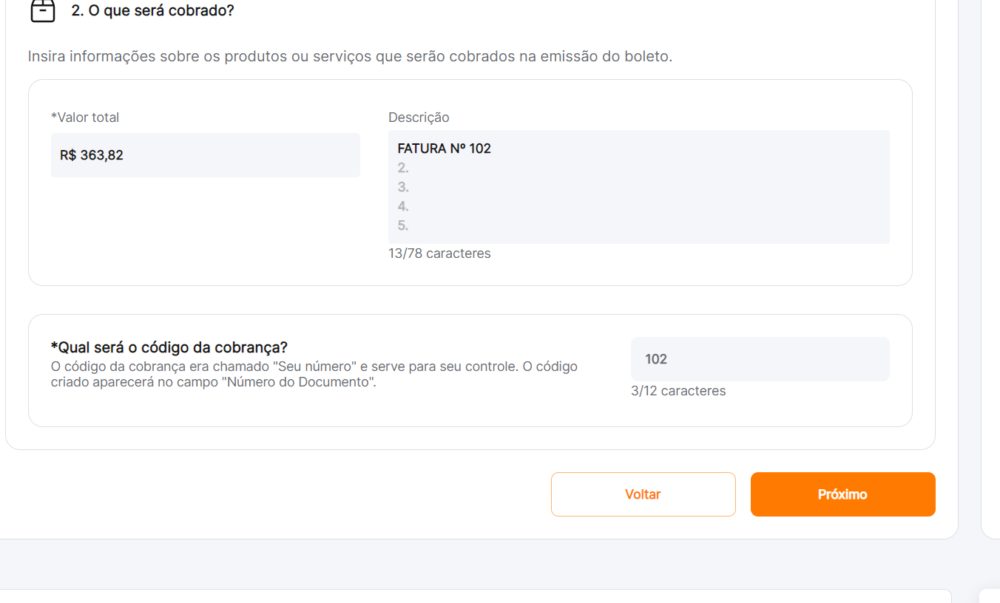 2. O que será cobrado?
Insira informações sobre os produtos ou serviços que serão cobrados na emissão do boleto.
*Valor total
R$ 363,82
Descrição
FATURA Nº 102
2.
3.
4.
5.
13/78 caracteres
*Qual será o código da cobrança?
O código da cobrança era chamado "Seu número" e serve para seu controle. O código
criado aparecerá no campo "Número do Documento".
102
3/12 caracteres
Voltar
Próximo